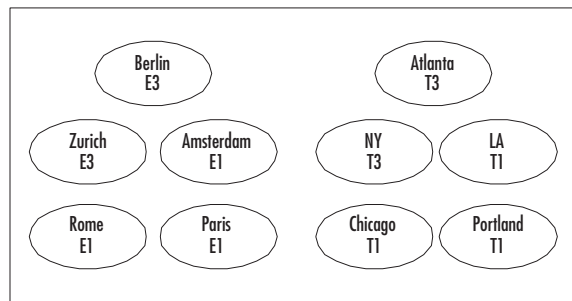 Berlin
E3
Atlanta
T3
Zurich
E3
Amsterdam
E1
NY
T3
LA
T1
Rome
E1
Paris
E1
Chicago
T1
Portland
T1